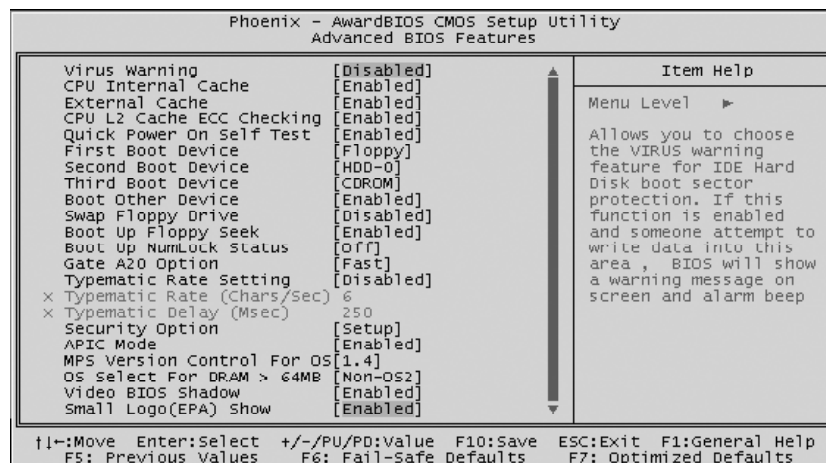 Phoenix - AwardBIOS CMOS Setup Utility
Advanced BIOS Features
Virus Warning [Disabled]
CPU Internal Cache [Enabled]
External Cache [Enabled]
CPU L2 Cache ECC Checking [Enabled]
Quick Power On Self Test [Enabled]
First Boot Device [Floppy]
Second Boot Device [HDD-0]
Third Boot Device [CDROM]
Boot Other Device [Enabled]
Swap Floppy Drive [Disabled]
Boot Up Floppy Seek [Enabled]
Boot Up NumLock Status [Off]
Gate A20 Option [Fast]
Typematic Rate Setting [Disabled]
× Typematic Rate (Chars/Sec) 6
× Typematic Delay (Msec) 250
Security Option [Setup]
APIC Mode [Enabled]
MPS Version Control For OS[1.4]
OS Select For DRAM > 64MB [Non-OS2]
Video BIOS Shadow [Enabled]
Small Logo(EPA) Show [Enabled]
Item Help
Menu Level ►
Allows you to choose
the VIRUS warning
feature for IDE Hard
Disk boot sector
protection. If this
function is enabled
and someone attempt to
write data into this
area , BIOS will show
a warning message on
screen and alarm beep
↑↓←:Move Enter:Select +/-/PU/PD:Value F10:Save ESC:Exit F1:General Help
F5: Previous Values F6: Fail-Safe Defaults F7: Optimized Defaults